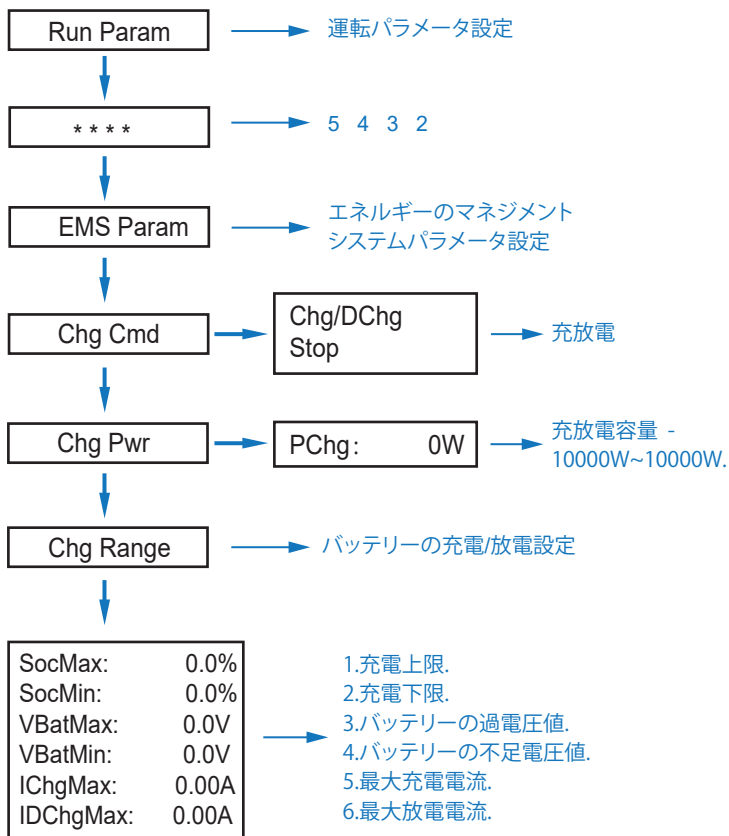 Run Param
運転パラメータ設定
* * * *
5 4 3 2
EMS Param
エネルギーのマネジメント
システムパラメータ設定
Chg Cmd
Chg/DChg
Stop
充放電
Chg Pwr
PChg: 0W
充放電容量 -
10000W~10000W.
Chg Range
バッテリーの充電/放電設定
SocMax: 0.0%
SocMin: 0.0%
VBatMax: 0.0V
VBatMin: 0.0V
IChgMax: 0.00A
IDChgMax: 0.00A
1.充電上限.
2.充電下限.
3.バッテリーの過電圧値.
4.バッテリーの不足電圧値.
5.最大充電電流.
6.最大放電電流.